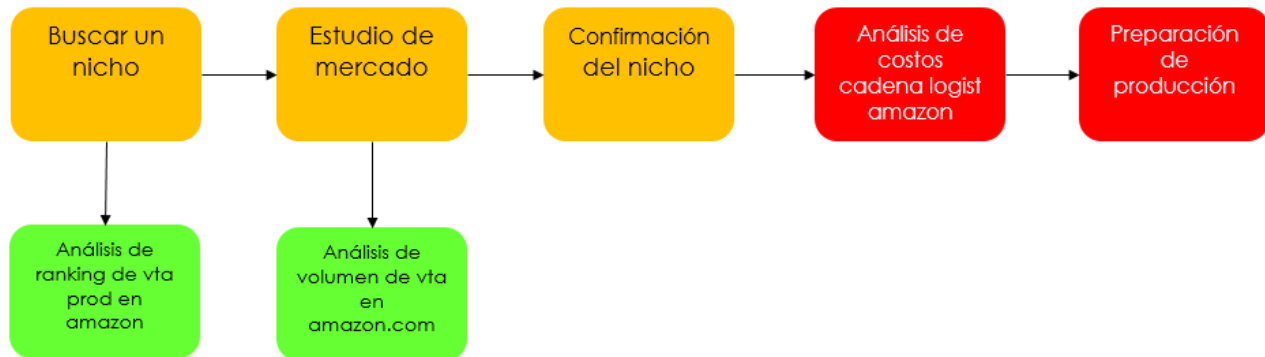 Buscar un
nicho
Estudio de
mercado
Confirmación
del nicho
Análisis de
costos
cadena logist
amazon
Preparación
de
producción
Análisis de
ranking de vta
prod en
amazon
Análisis de
volumen de vta
en
amazon.com